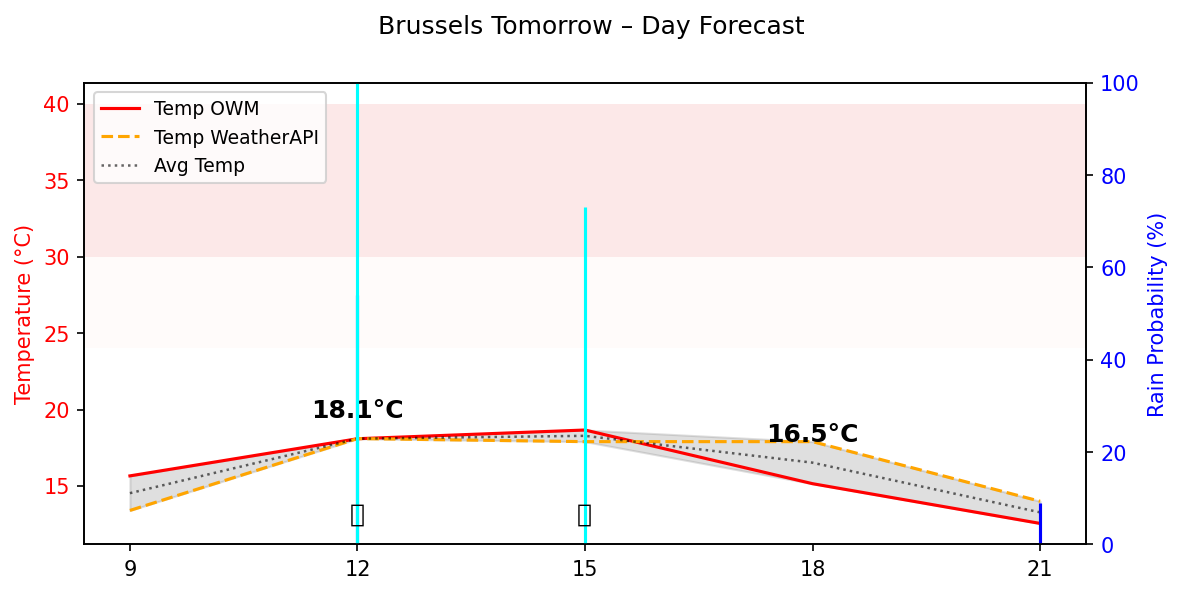 Brussels Tomorrow – Day Forecast
Temp OWM
Temp WeatherAPI
Avg Temp
Temperature (°C)
40
35
30
25
20
15
Rain Probability (%)
100
80
60
40
20
0
18.1°C
16.5°C
9
12
15
18
21